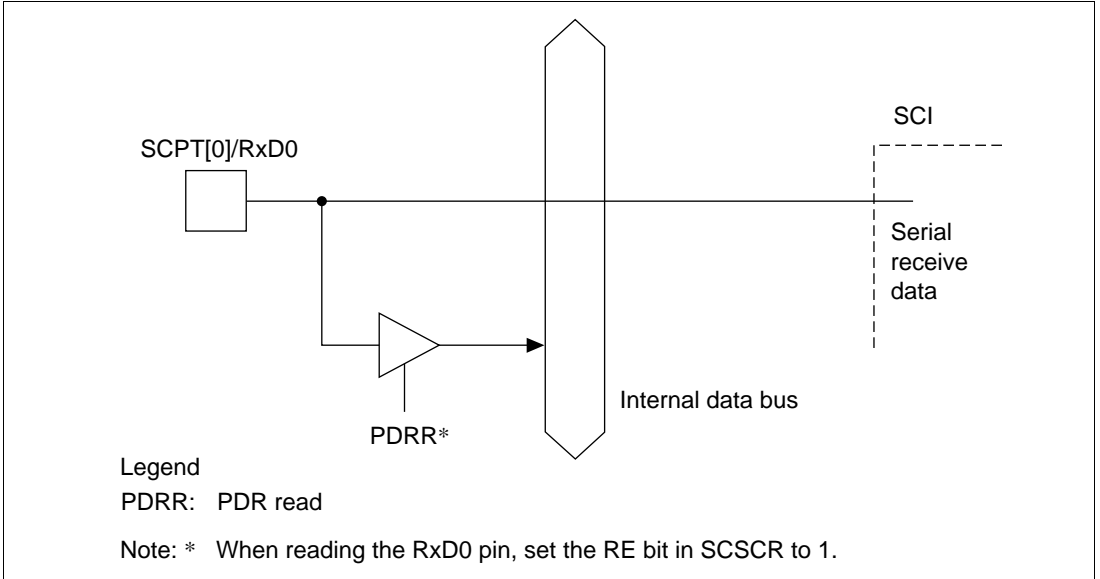 SCI
SCPT[0]/RxD0
Serial
receive
data
Internal data bus
PDRR*
Legend
PDRR: PDR read
Note: * When reading the RxD0 pin, set the RE bit in SCSCR to 1.